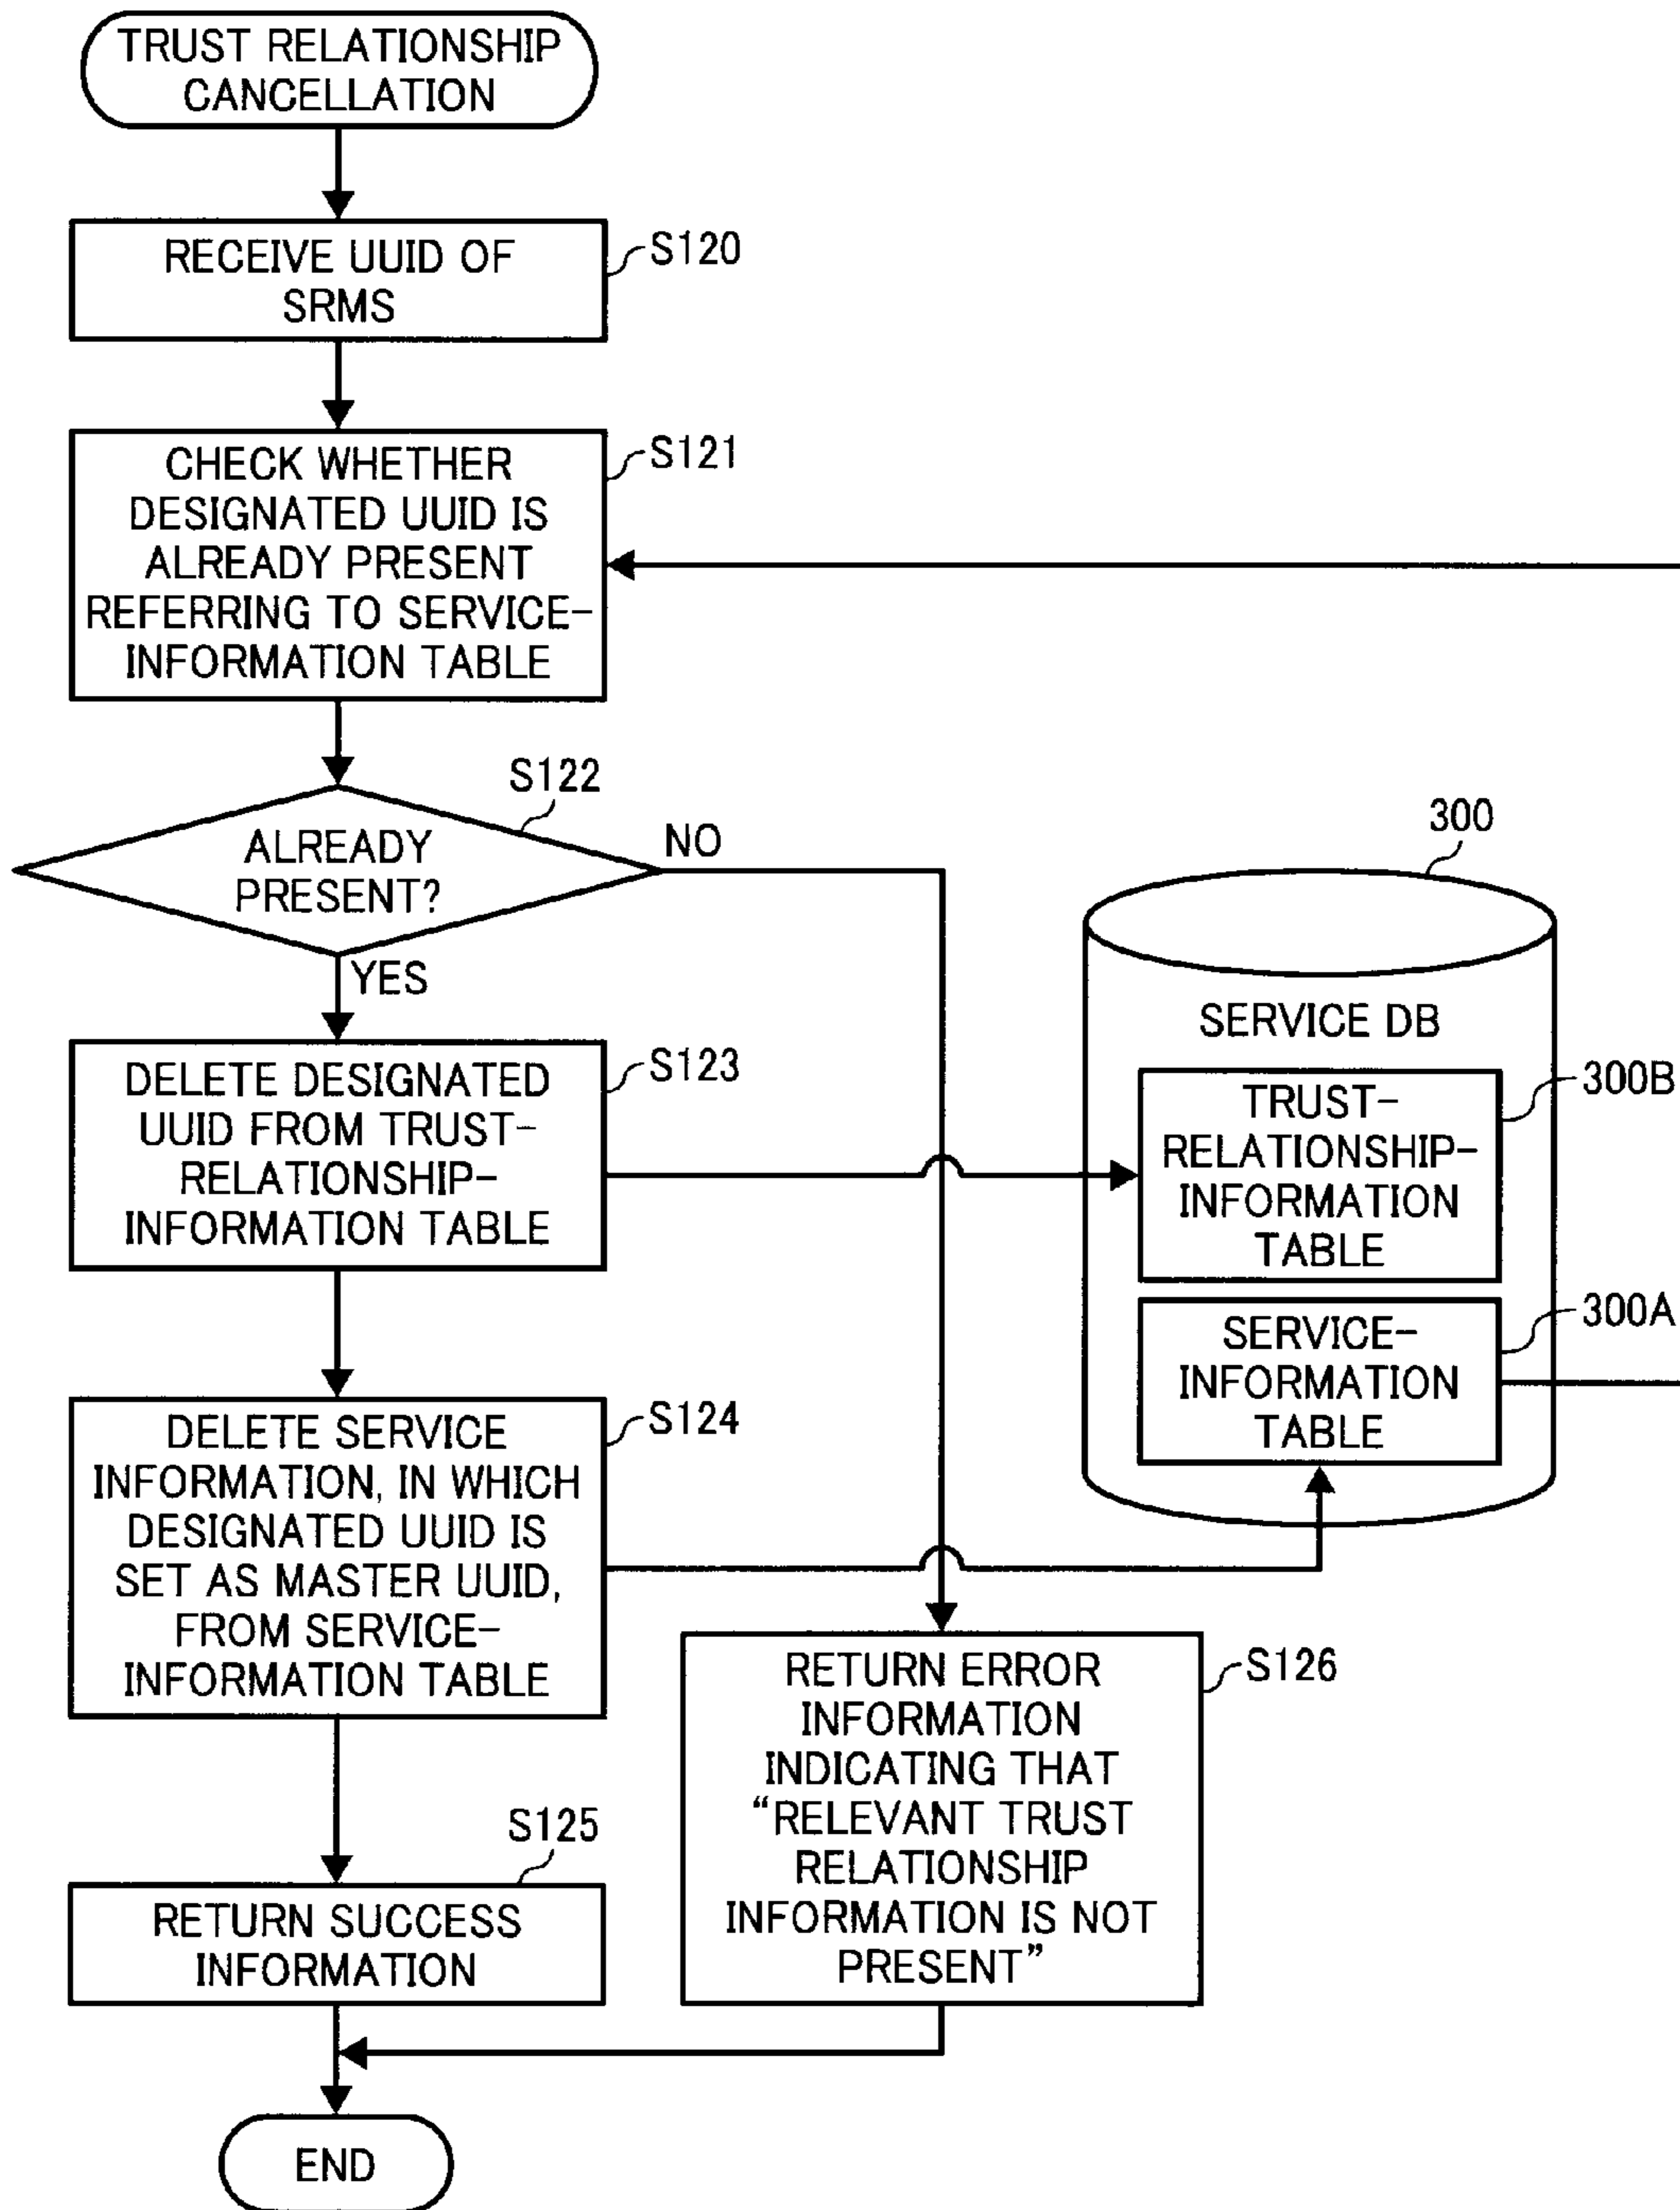 TRUST RELATIONSHIP
CANCELLATION
RECEIVE UUID OF
SRMS
S120
CHECK WHETHER
DESIGNATED UUID IS
ALREADY PRESENT
REFERRING TO SERVICE-
INFORMATION TABLE
S121
ALREADY
PRESENT?
S122
NO
YES
DELETE DESIGNATED
UUID FROM TRUST-
RELATIONSHIP-
INFORMATION TABLE
S123
DELETE SERVICE
INFORMATION, IN WHICH
DESIGNATED UUID IS
SET AS MASTER UUID,
FROM SERVICE-
INFORMATION TABLE
S124
RETURN SUCCESS
INFORMATION
S125
END
RETURN ERROR
INFORMATION
INDICATING THAT
“RELEVANT TRUST
RELATIONSHIP
INFORMATION IS NOT
PRESENT”
S126
300
SERVICE DB
TRUST-
RELATIONSHIP-
INFORMATION
TABLE
300B
SERVICE-
INFORMATION
TABLE
300A